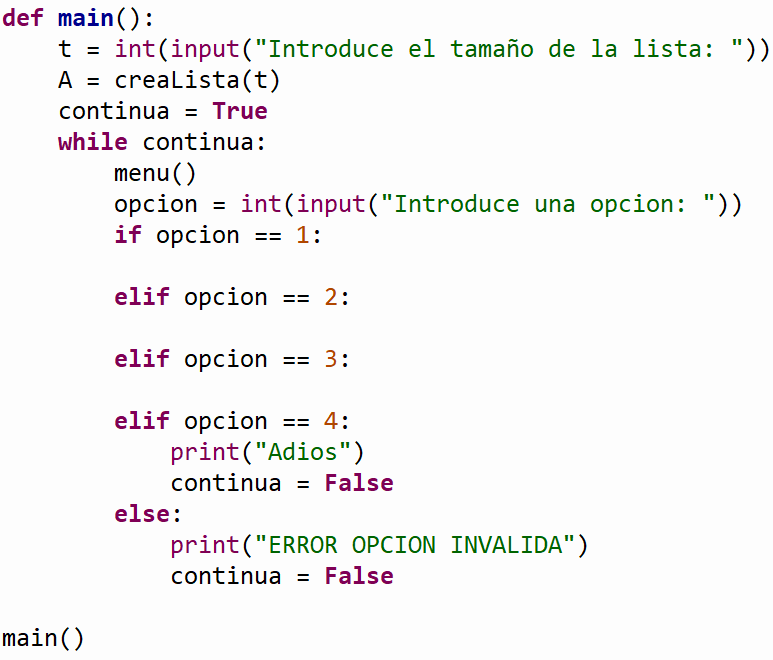 def main():
    t = int(input("Introduce el tamaño de la lista: "))
    A = creaLista(t)
    continua = True
    while continua:
        menu()
        opcion = int(input("Introduce una opcion: "))
        if opcion == 1:

        elif opcion == 2:

        elif opcion == 3:

        elif opcion == 4:
            print("Adios")
            continua = False
        else:
            print("ERROR OPCION INVALIDA")
            continua = False

main()